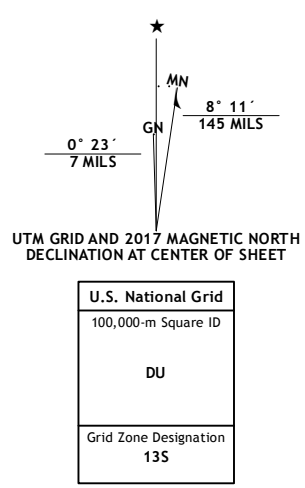 ★
MN
8° 11´
145 MILS
GN
0° 23´
7 MILS
UTM GRID AND 2017 MAGNETIC NORTH
DECLINATION AT CENTER OF SHEET
U.S. National Grid
100,000-m Square ID
DU
Grid Zone Designation
13S